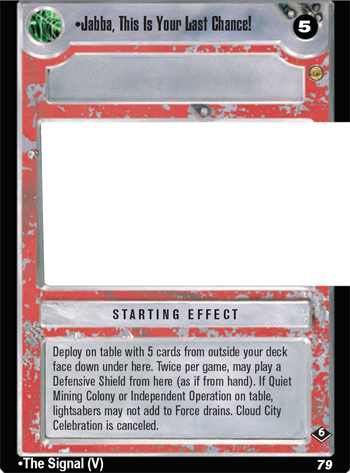 •Jabba, This Is Your Last Chance!
5
STARTING EFFECT
Deploy on table with 5 cards from outside your deck
face down under here. Twice per game, may play a
Defensive Shield from here (as if from hand). If Quiet
Mining Colony or Independent Operation on table,
lightsabers may not add to Force drains. Cloud City
Celebration is canceled.
6
•The Signal (V)
79